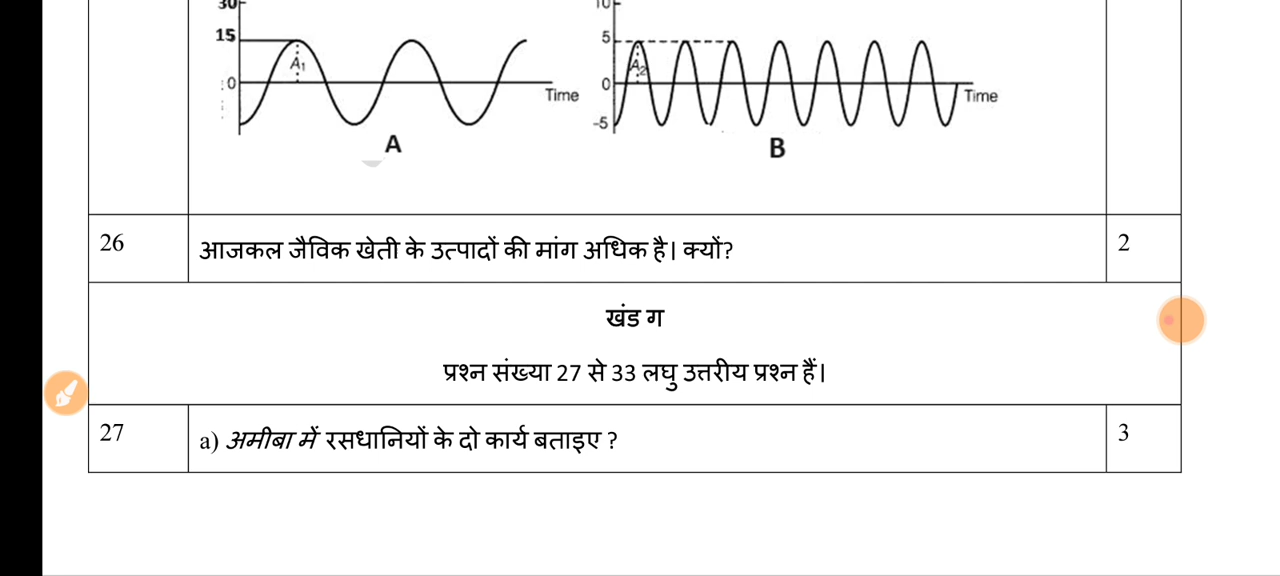 30
15
A₁
0
Time
A
10
5
A₂
0
-5
Time
B
26
आजकल जैविक खेती के उत्पादों की मांग अधिक है। क्यों?
2
खंड ग
प्रश्न संख्या 27 से 33 लघु उत्तरीय प्रश्न हैं।
27
a) अमीबा में रसधानियों के दो कार्य बताइए ?
3